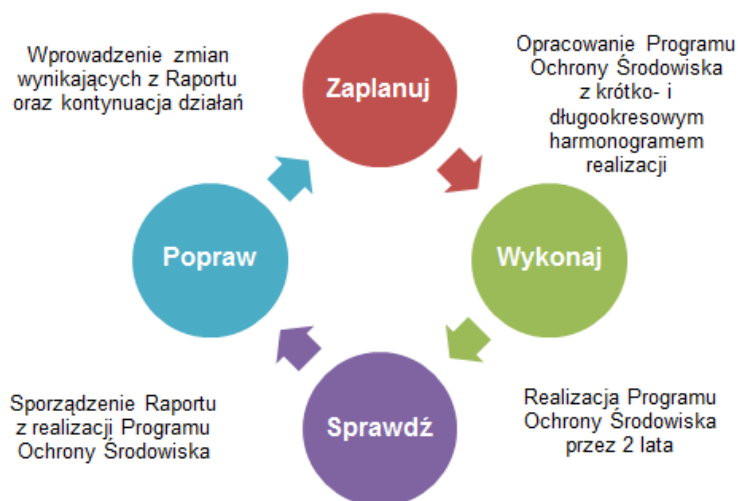 Zaplanuj
Opracowanie Programu
Ochrony Środowiska
z krótko- i
długookresowym
harmonogramem
realizacji
Wykonaj
Realizacja Programu
Ochrony Środowiska
przez 2 lata
Sprawdź
Sporządzenie Raportu
z realizacji Programu
Ochrony Środowiska
Popraw
Wprowadzenie zmian
wynikających z Raportu
oraz kontynuacja działań